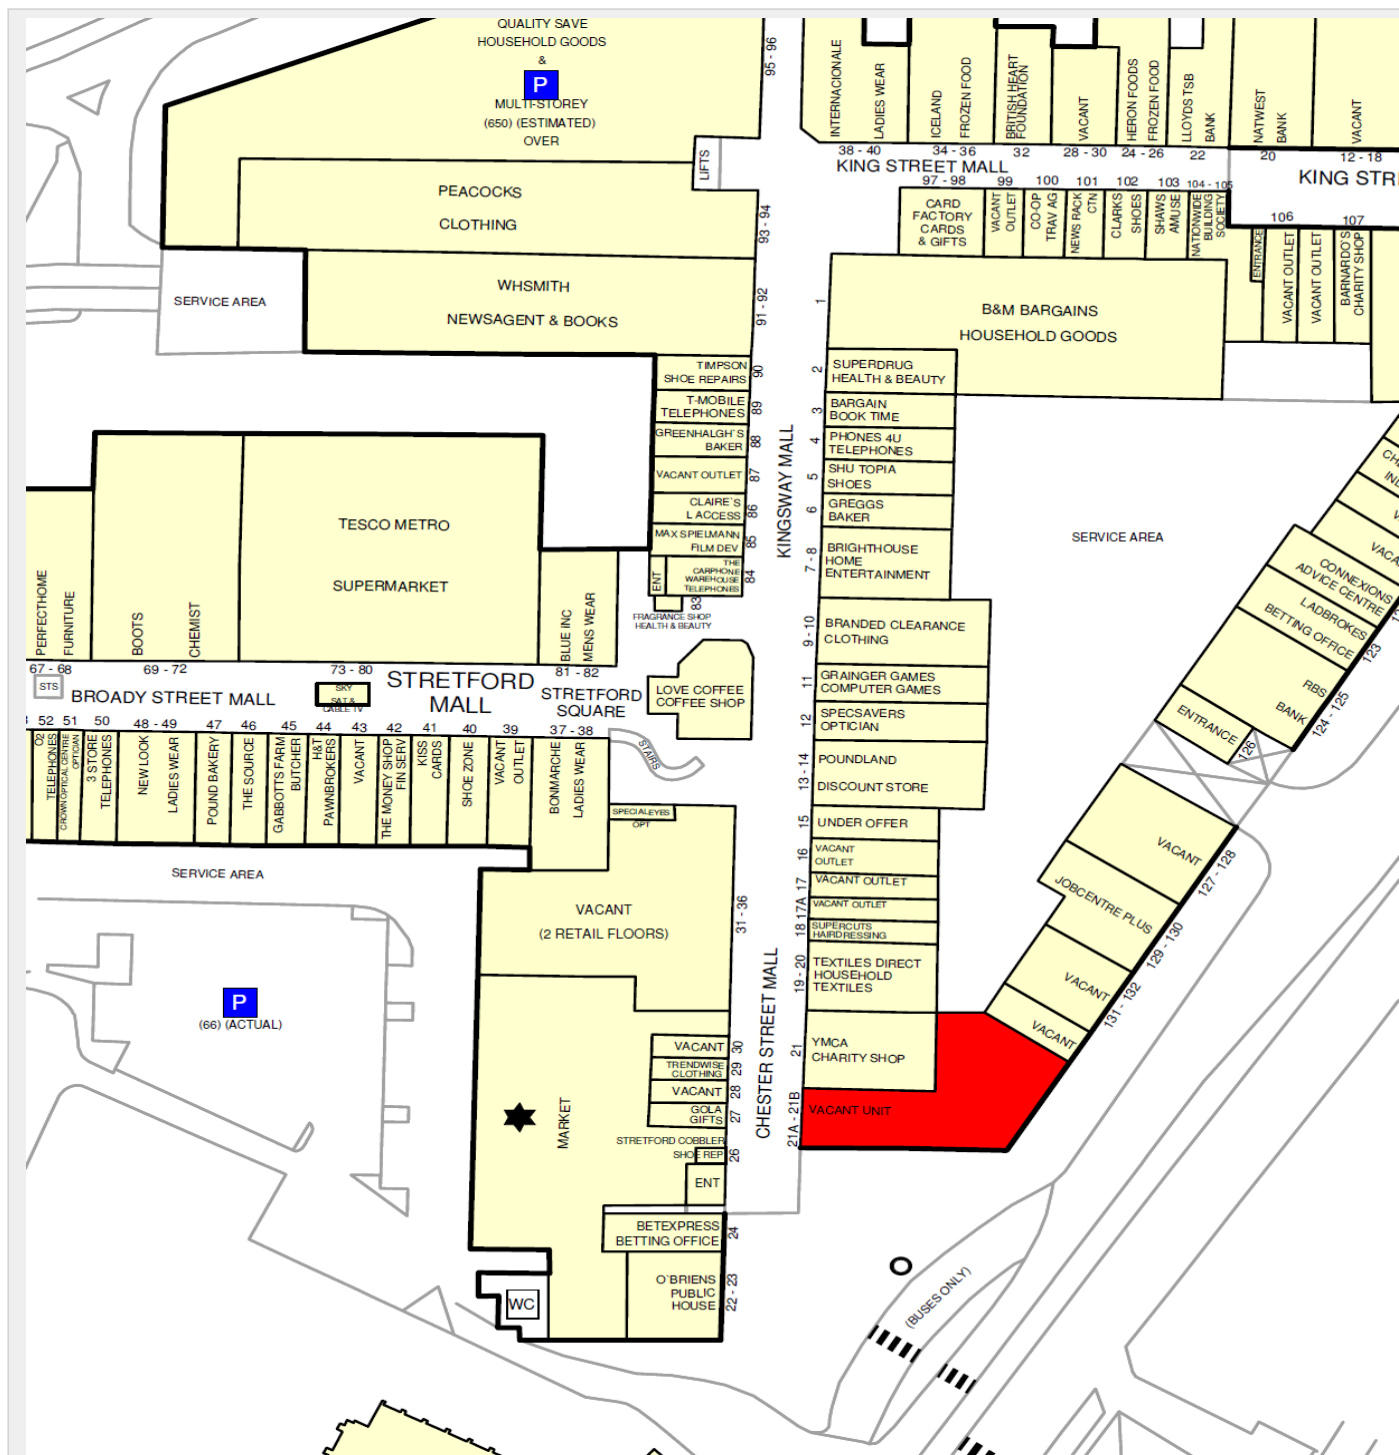 QUALITY SAVE
HOUSEHOLD GOODS
&
P
MULTI-STOREY
(650) (ESTIMATED)
OVER
95 - 96
LIFTS
PEACOCKS
CLOTHING
93 - 94
WHSMITH
NEWSAGENT & BOOKS
91 - 92
SERVICE AREA
INTERNACIONALE
LADIES WEAR
38 - 40
ICELAND
FROZEN FOOD
34 - 36
BRITISH HEART
FOUNDATION
32
VACANT
28 - 30
HERON FOODS
FROZEN FOOD
24 - 26
LLOYDS TSB
BANK
22
NATWEST
BANK
20
VACANT
12 - 18
KING STREET MALL
KING STR
97 - 98
CARD
FACTORY
CARDS
& GIFTS
99
VACANT
OUTLET
100
CO-OP
TRAV AG
101
NEWS RACK
CTN
102
CLARKS
SHOES
103
SHAWS
AMUSE
104 - 105
NATIONWIDE
BUILDING
SOCIETY
ENTRANCE
106
VACANT OUTLET
VACANT OUTLET
107
BARNARDO'S
CHARITY SHOP
1
B&M BARGAINS
HOUSEHOLD GOODS
TIMPSON
SHOE REPAIRS
90
T-MOBILE
TELEPHONES
89
GREENHALGH'S
BAKER
88
VACANT OUTLET
87
CLAIRE'S
L ACCESS
86
MAX SPIELMANN
FILM DEV
85
ENT
THE
CARPHONE
WAREHOUSE
TELEPHONES
84
83
FRAGRANCE SHOP
HEALTH & BEAUTY
KINGSWAY MALL
2
SUPERDRUG
HEALTH & BEAUTY
3
BARGAIN
BOOK TIME
4
PHONES 4U
TELEPHONES
5
SHU TOPIA
SHOES
6
GREGGS
BAKER
7 - 8
BRIGHTHOUSE
HOME
ENTERTAINMENT
9 - 10
BRANDED CLEARANCE
CLOTHING
11
GRAINGER GAMES
COMPUTER GAMES
12
SPECSAVERS
OPTICIAN
13 - 14
POUNDLAND
DISCOUNT STORE
15
UNDER OFFER
16
VACANT
OUTLET
17
VACANT OUTLET
17A
VACANT OUTLET
18
SUPERCUTS
HAIRDRESSING
19 - 20
TEXTILES DIRECT
HOUSEHOLD
TEXTILES
21
YMCA
CHARITY SHOP
21A - 21B
VACANT UNIT
SERVICE AREA
VACA
CONNEXIONS
ADVICE CENTRE
LADBROKES
BETTING OFFICE
123
RBS
BANK
124 - 125
ENTRANCE
126
VACANT
127 - 128
JOBCENTRE PLUS
129 - 130
VACANT
131 - 132
VACANT
PERFECTHOME
FURNITURE
67 - 68
BOOTS
CHEMIST
69 - 72
TESCO METRO
SUPERMARKET
73 - 80
BLUE INC
MENS WEAR
81 - 82
STS
BROADY STREET MALL
SKY
SAT &
CABLE TV
STRETFORD
MALL
STRETFORD
SQUARE
LOVE COFFEE
COFFEE SHOP
STAIRS
52
O2
TELEPHONES
51
CROWN OPTICAL CENTRE
OPTICIAN
50
3 STORE
TELEPHONES
48 - 49
NEW LOOK
LADIES WEAR
47
POUND BAKERY
46
THE SOURCE
45
GABBOTTS FARM
BUTCHER
44
H&T
PAWNBROKERS
43
VACANT
42
THE MONEY SHOP
FIN SERV
41
KISS
CARDS
40
SHOE ZONE
39
VACANT
OUTLET
37 - 38
BONMARCHE
LADIES WEAR
SPECIALEYES
OPT
SERVICE AREA
VACANT
(2 RETAIL FLOORS)
31 - 36
P
(66) (ACTUAL)
MARKET
CHESTER STREET MALL
VACANT
30
TRENDWISE
CLOTHING
29
VACANT
28
GOLA
GIFTS
27
STRETFORD COBBLER
SHOE REP
26
ENT
BETEXPRESS
BETTING OFFICE
24
O'BRIENS
PUBLIC
HOUSE
22 - 23
WC
(BUSES ONLY)